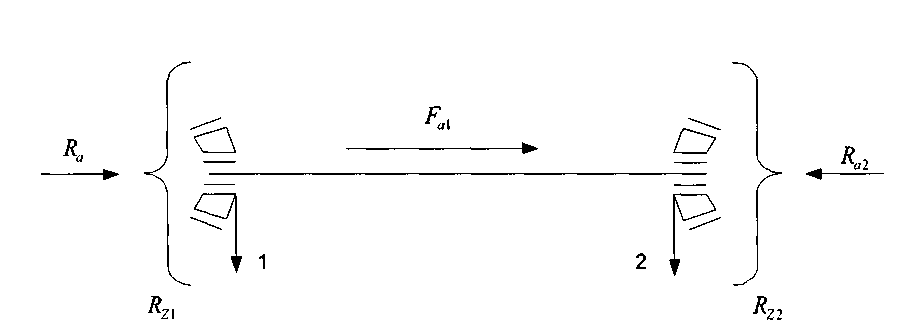 F_{a1}
R_a
R_{a2}
1
2
R_{Z1}
R_{Z2}